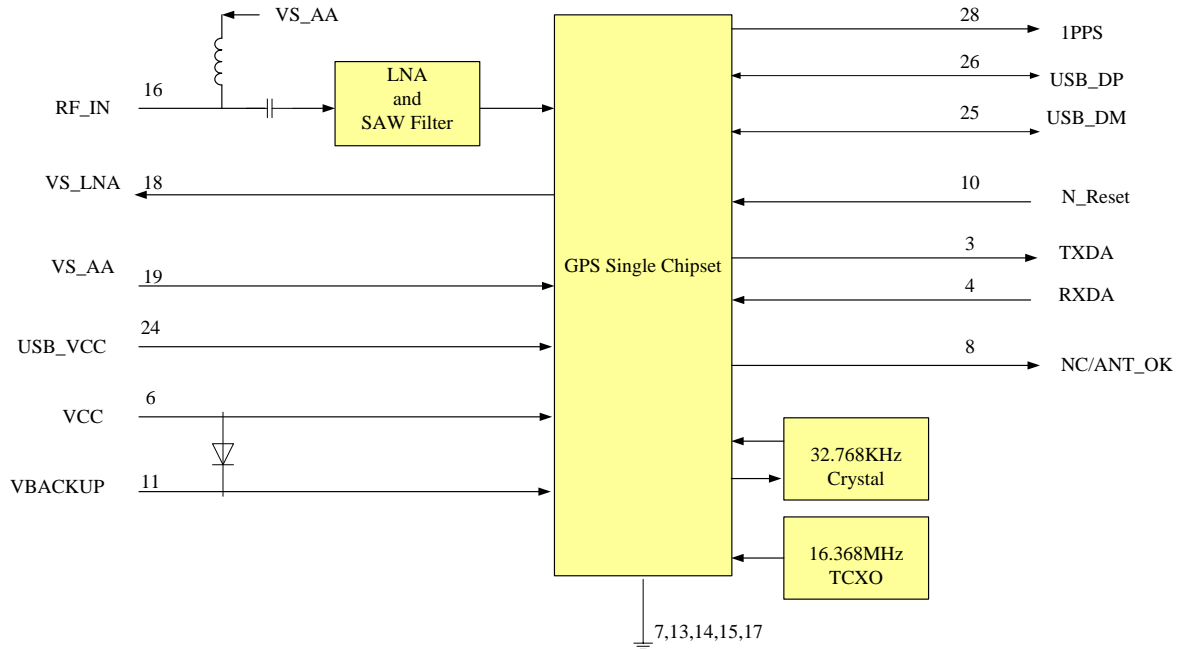 VS_AA
16
RF_IN
LNA
and
SAW Filter
VS_LNA
18
VS_AA
19
24
USB_VCC
6
VCC
11
VBACKUP
GPS Single Chipset
28
1PPS
26
USB_DP
25
USB_DM
10
N_Reset
3
TXDA
4
RXDA
8
NC/ANT_OK
32.768KHz
Crystal
16.368MHz
TCXO
7,13,14,15,17